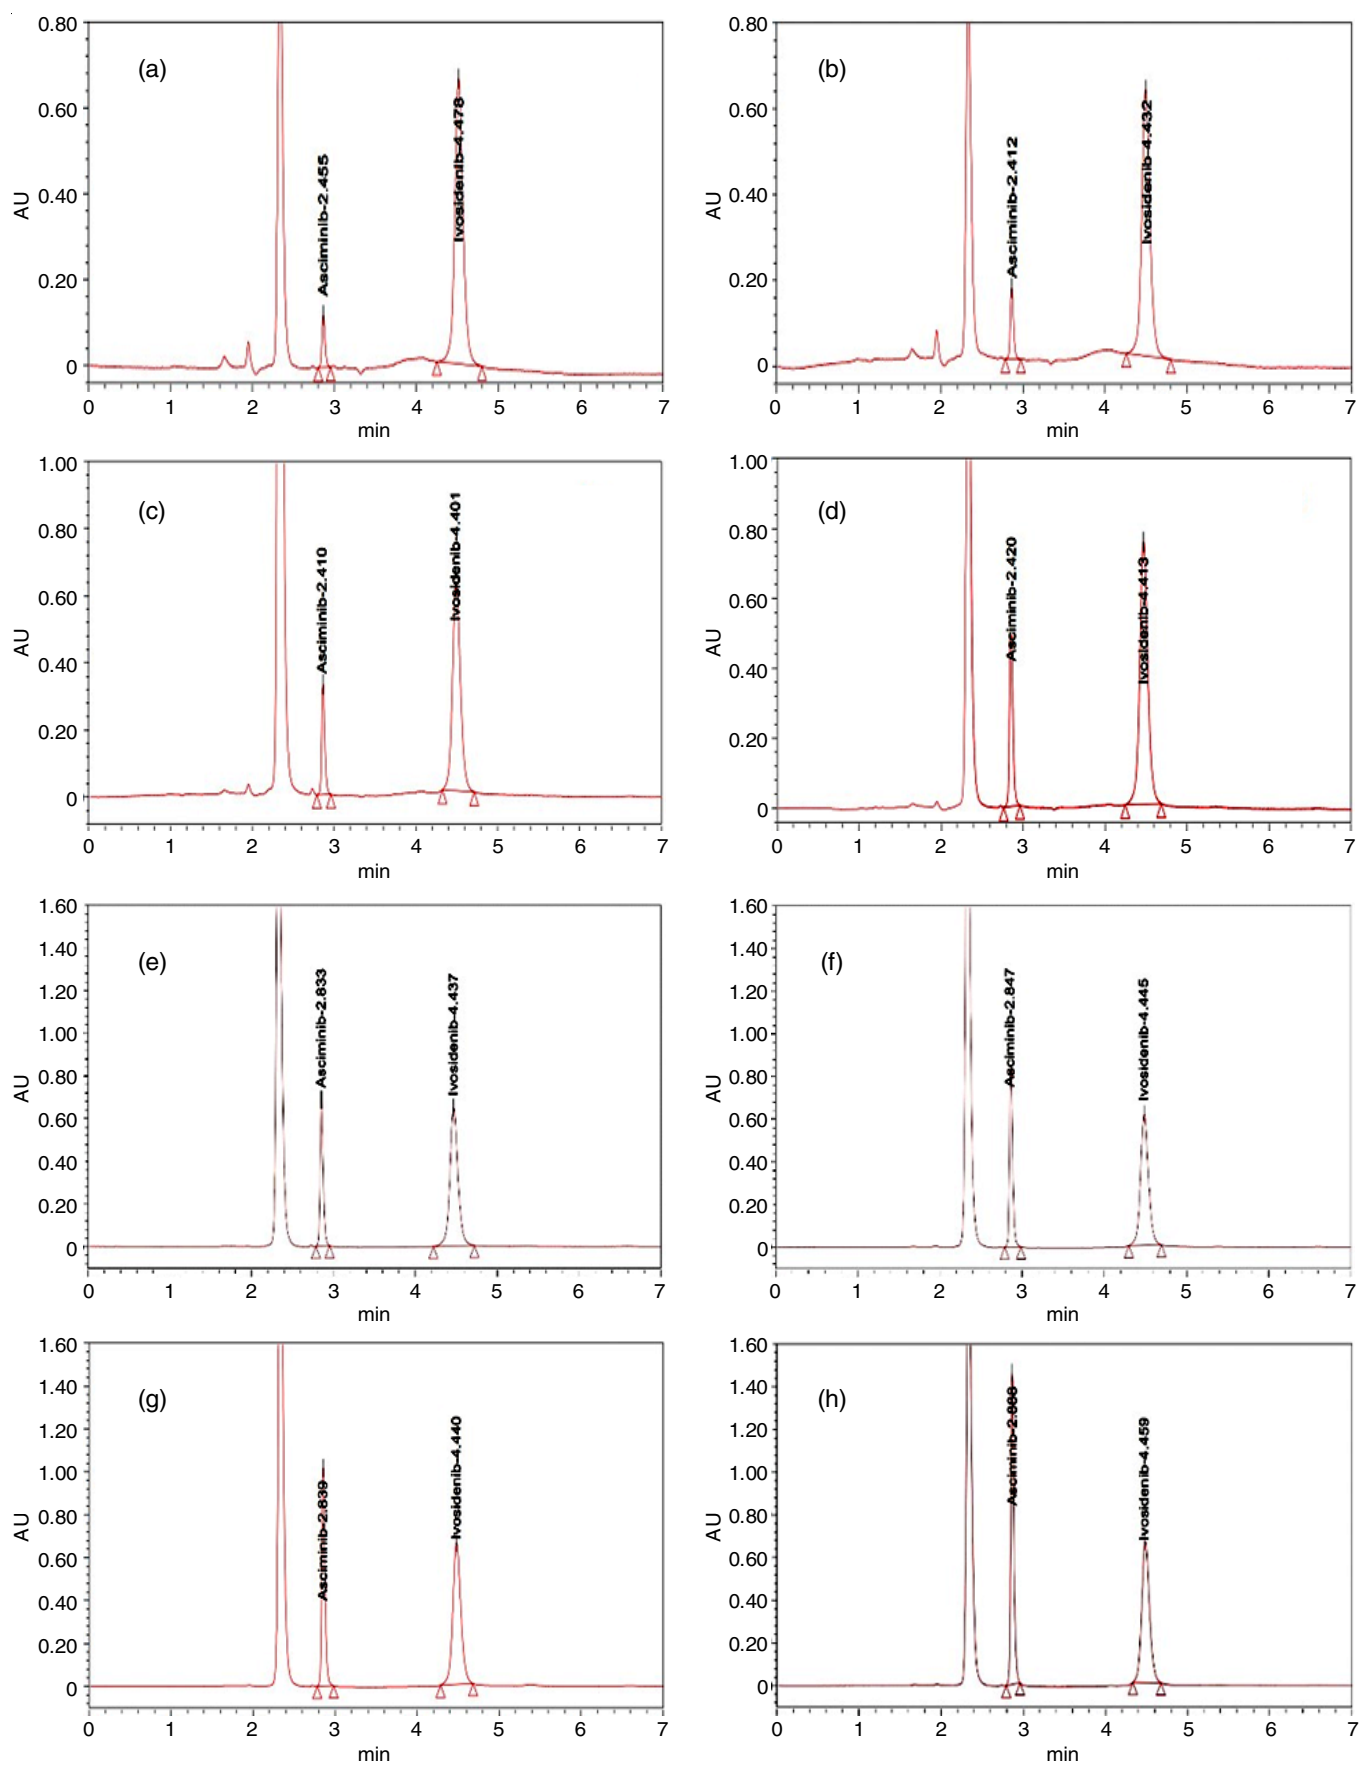 (a)
AU
0.80
0.60
0.40
0.20
0
Asciminib-2.455
Ivosidenib-4.478
0 1 2 3 4 5 6 7
min
(b)
AU
0.80
0.60
0.40
0.20
0
Asciminib-2.412
Ivosidenib-4.432
0 1 2 3 4 5 6 7
min
(c)
AU
1.00
0.80
0.60
0.40
0.20
0
Asciminib-2.410
Ivosidenib-4.401
0 1 2 3 4 5 6 7
min
(d)
AU
1.00
0.80
0.60
0.40
0.20
0
Asciminib-2.420
Ivosidenib-4.413
0 1 2 3 4 5 6 7
min
(e)
AU
1.60
1.40
1.20
1.00
0.80
0.60
0.40
0.20
0
Asciminib-2.833
Ivosidenib-4.437
0 1 2 3 4 5 6 7
min
(f)
AU
1.60
1.40
1.20
1.00
0.80
0.60
0.40
0.20
0
Asciminib-2.847
Ivosidenib-4.445
0 1 2 3 4 5 6 7
min
(g)
AU
1.60
1.40
1.20
1.00
0.80
0.60
0.40
0.20
0
Asciminib-2.839
Ivosidenib-4.440
0 1 2 3 4 5 6 7
min
(h)
AU
1.60
1.40
1.20
1.00
0.80
0.60
0.40
0.20
0
Ivosidenib-4.459
0 1 2 3 4 5 6 7
min